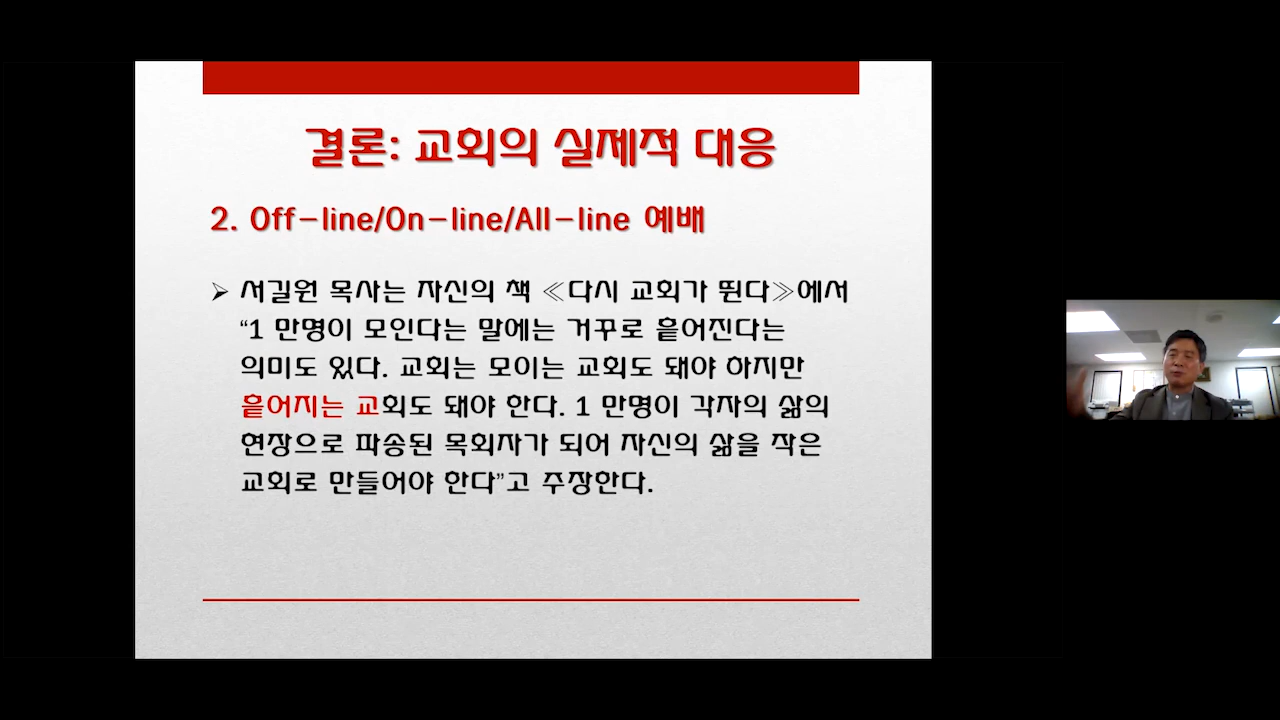 결론: 교회의 실제적 대응
2. Off-line/On-line/All-line 예배
➢ 서길원 목사는 자신의 책 ≪다시 교회가 뛴다≫에서
“1 만명이 모인다는 말에는 거꾸로 흩어진다는
의미도 있다. 교회는 모이는 교회도 돼야 하지만
흩어지는 교회도 돼야 한다. 1 만명이 각자의 삶의
현장으로 파송된 목회자가 되어 자신의 삶을 작은
교회로 만들어야 한다”고 주장한다.